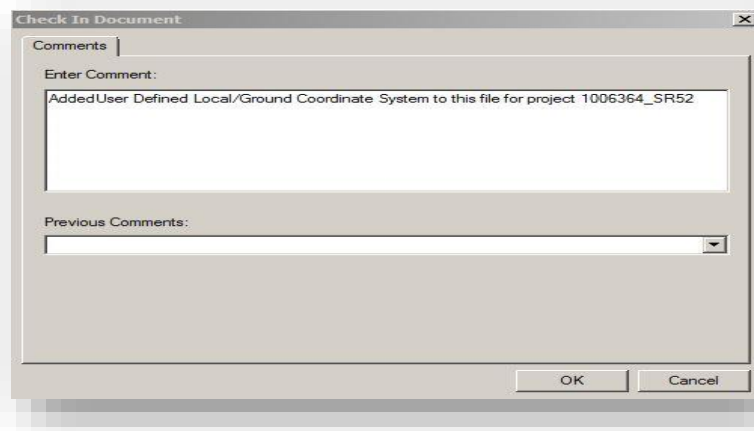 Check In Document
Comments
Enter Comment:
AddedUser Defined Local/Ground Coordinate System to this file for project 1006364_SR52
Previous Comments:
OK
Cancel